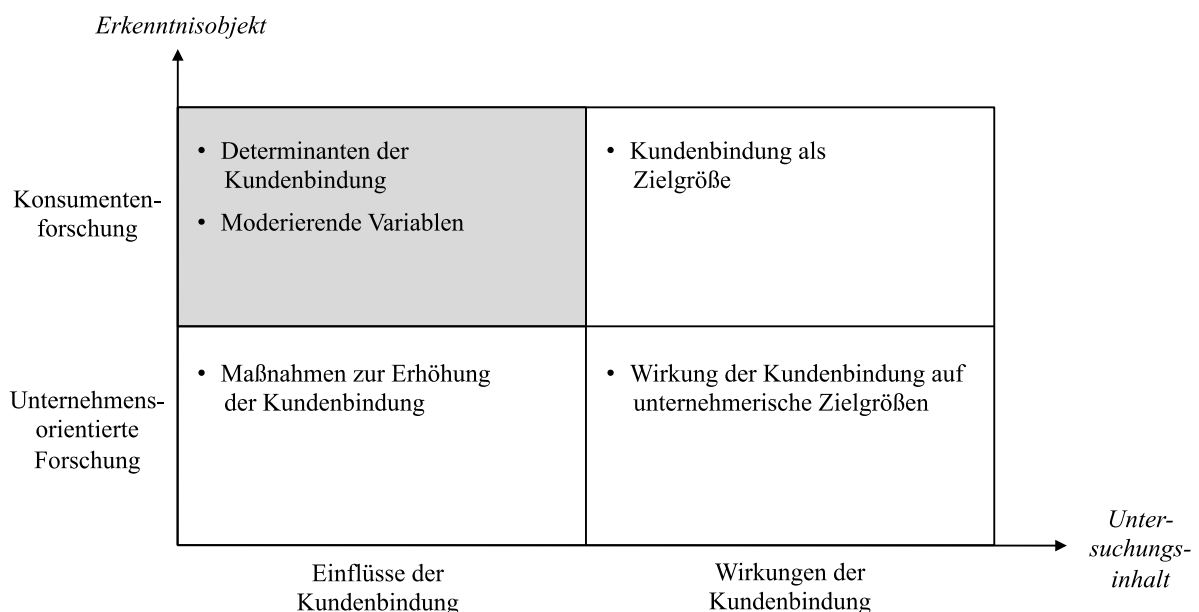 Erkenntnisobjekt
Konsumenten-
forschung
• Determinanten der
Kundenbindung
• Moderierende Variablen
• Kundenbindung als
Zielgröße
Unternehmens-
orientierte
Forschung
• Maßnahmen zur Erhöhung
der Kundenbindung
• Wirkung der Kundenbindung auf
unternehmerische Zielgrößen
Einflüsse der
Kundenbindung
Wirkungen der
Kundenbindung
Unter-
suchungs-
inhalt